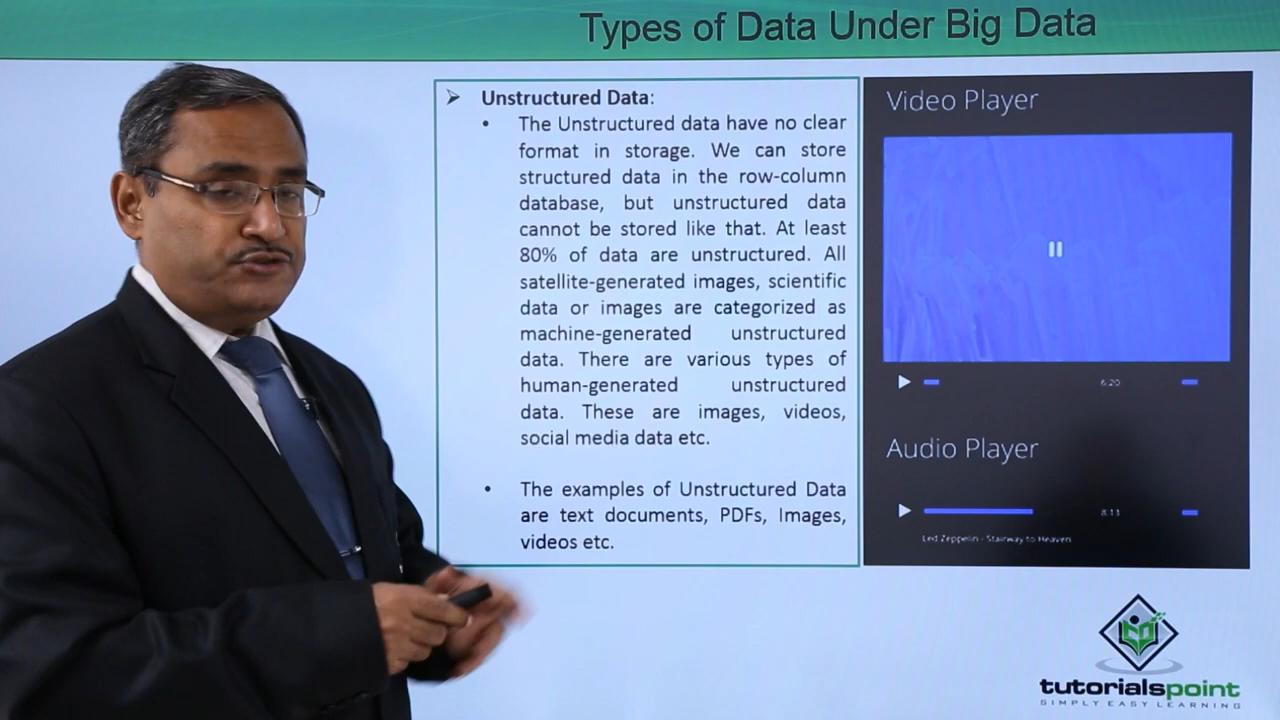 Types of Data Under Big Data
➢ Unstructured Data:
• The Unstructured data have no clear
format in storage. We can store
structured data in the row-column
database, but unstructured data
cannot be stored like that. At least
80% of data are unstructured. All
satellite-generated images, scientific
data or images are categorized as
machine-generated unstructured
data. There are various types of
human-generated unstructured
data. These are images, videos,
social media data etc.
• The examples of Unstructured Data
are text documents, PDFs, Images,
videos etc.
Video Player
6:20
Audio Player
8:13
Led Zeppelin - Stairway to Heaven
tutorialspoint
SIMPLY EASY LEARNING